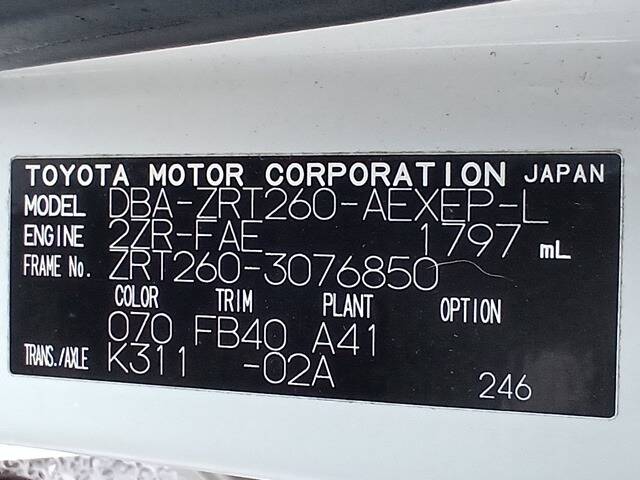 TOYOTA MOTOR CORPORATION JAPAN
MODEL DBA-ZRT260-AEXEP-L
ENGINE 2ZR-FAE 1797 mL
FRAME No. ZRT260-3076850
COLOR TRIM PLANT OPTION
070 FB40 A41
TRANS./AXLE K311 -02A
246